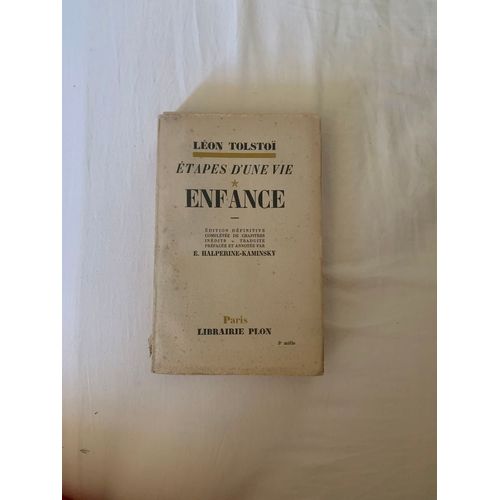 LÉON TOLSTOÏ
ÉTAPES D'UNE VIE
ENFANCE
ÉDITION DÉFINITIVE
COMPLÉTÉE DE CHAPITRES
INÉDITS - TRADUITE
PRÉFACÉE ET ANNOTÉE PAR
E. HALPERINE-KAMINSKY
Paris
LIBRAIRIE PLON